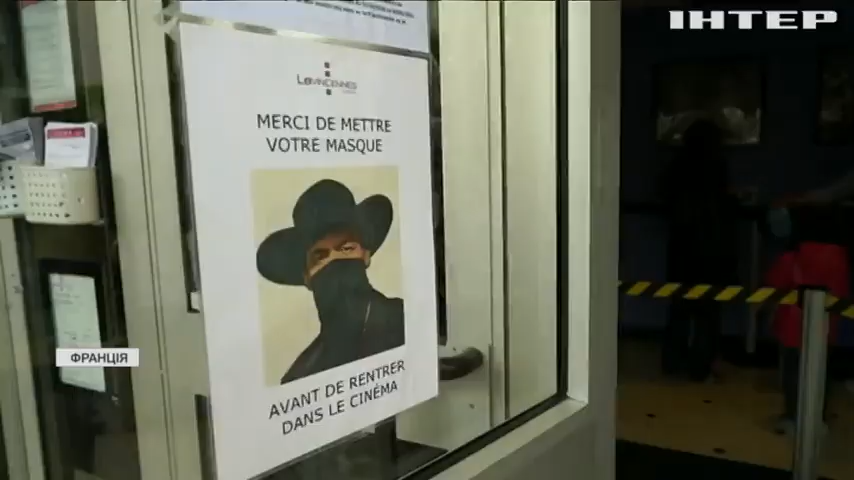 ІНТЕР
LE VINCENNES
MERCI DE METTRE
VOTRE MASQUE
AVANT DE RENTRER
DANS LE CINÉMA
ФРАНЦІЯ